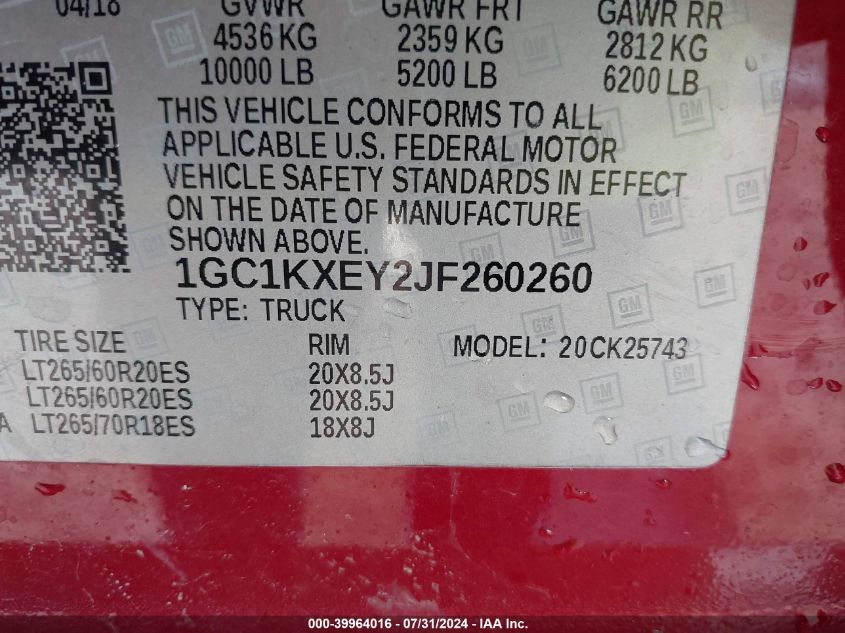 04/18 GVWR GAWR FRT GAWR RR
4536 KG 2359 KG 2812 KG
10000 LB 5200 LB 6200 LB
THIS VEHICLE CONFORMS TO ALL
APPLICABLE U.S. FEDERAL MOTOR
VEHICLE SAFETY STANDARDS IN EFFECT
ON THE DATE OF MANUFACTURE
SHOWN ABOVE.
1GC1KXEY2JF260260
TYPE: TRUCK
TIRE SIZE RIM MODEL: 20CK25743
LT265/60R20ES 20X8.5J
LT265/60R20ES 20X8.5J
A LT265/70R18ES 18X8J
000-39964016 - 07/31/2024 - IAA Inc.